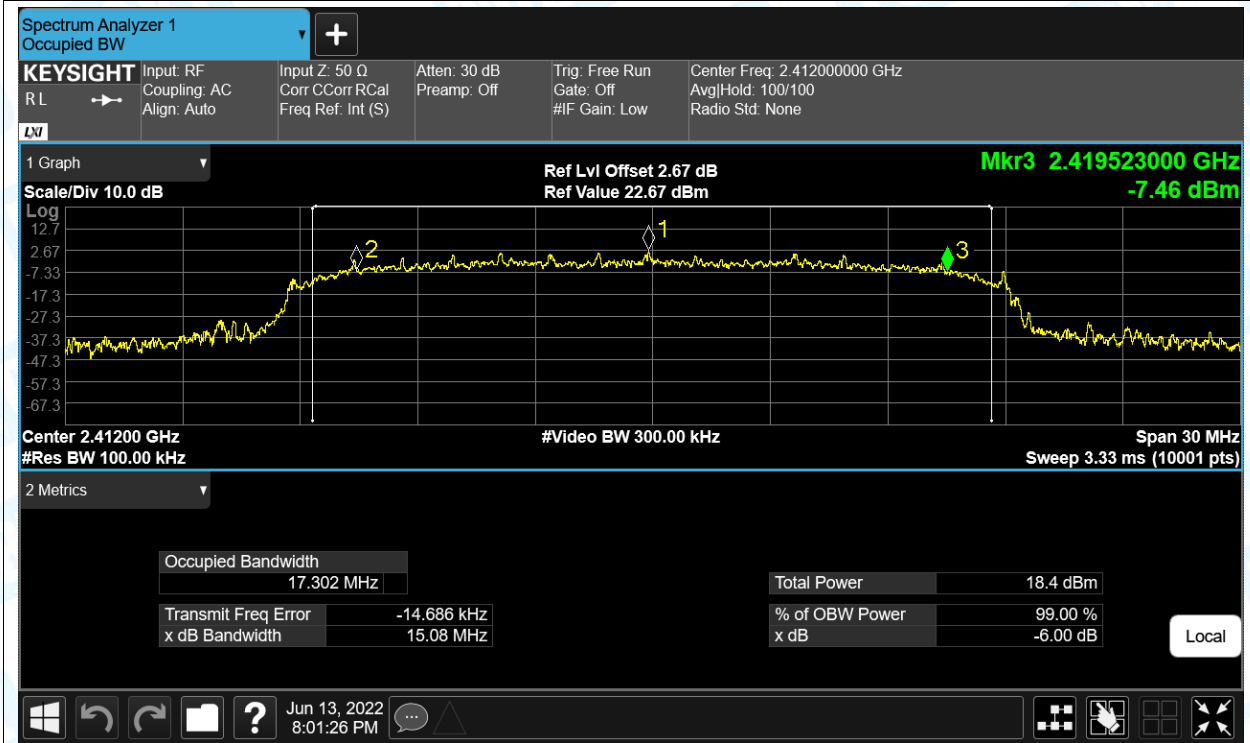 Spectrum Analyzer 1
Occupied BW
KEYSIGHT
R L
LXI
Input: RF
Coupling: AC
Align: Auto
Input Z: 50 Ω
Corr CCorr RCal
Freq Ref: Int (S)
Atten: 30 dB
Preamp: Off
Trig: Free Run
Gate: Off
#IF Gain: Low
Center Freq: 2.412000000 GHz
Avg|Hold: 100/100
Radio Std: None
1 Graph
Scale/Div 10.0 dB
Ref Lvl Offset 2.67 dB
Ref Value 22.67 dBm
Mkr3 2.419523000 GHz
-7.46 dBm
Log
12.7
2.67
-7.33
-17.3
-27.3
-37.3
-47.3
-57.3
-67.3
2
1
3
Center 2.41200 GHz
#Res BW 100.00 kHz
#Video BW 300.00 kHz
Span 30 MHz
Sweep 3.33 ms (10001 pts)
2 Metrics
Occupied Bandwidth
17.302 MHz
Transmit Freq Error -14.686 kHz
x dB Bandwidth 15.08 MHz
Total Power 18.4 dBm
% of OBW Power 99.00 %
x dB -6.00 dB
Local
?
Jun 13, 2022
8:01:26 PM